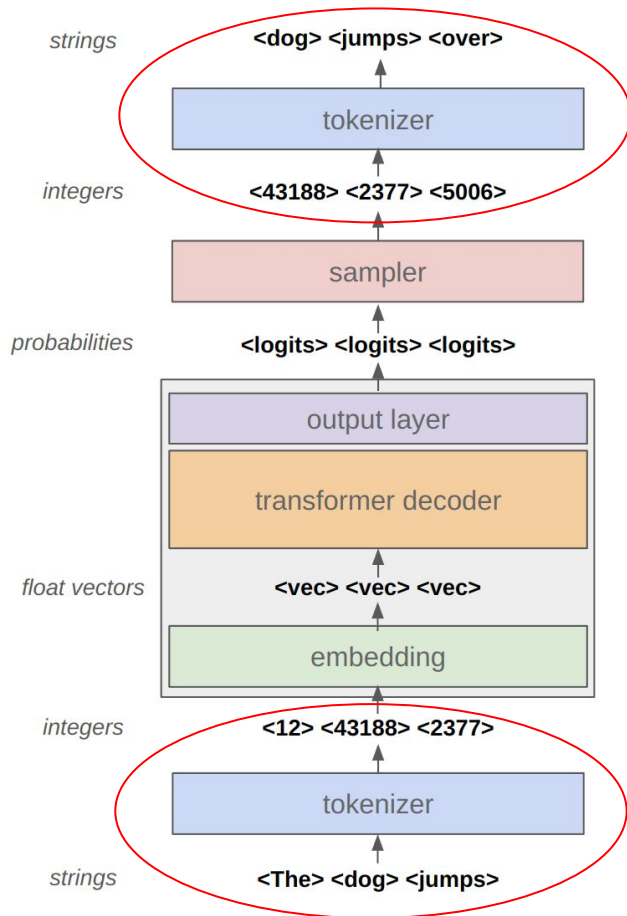 strings <dog> <jumps> <over>
tokenizer
integers <43188> <2377> <5006>
sampler
probabilities <logits> <logits> <logits>
output layer
transformer decoder
float vectors <vec> <vec> <vec>
embedding
integers <12> <43188> <2377>
tokenizer
strings <The> <dog> <jumps>